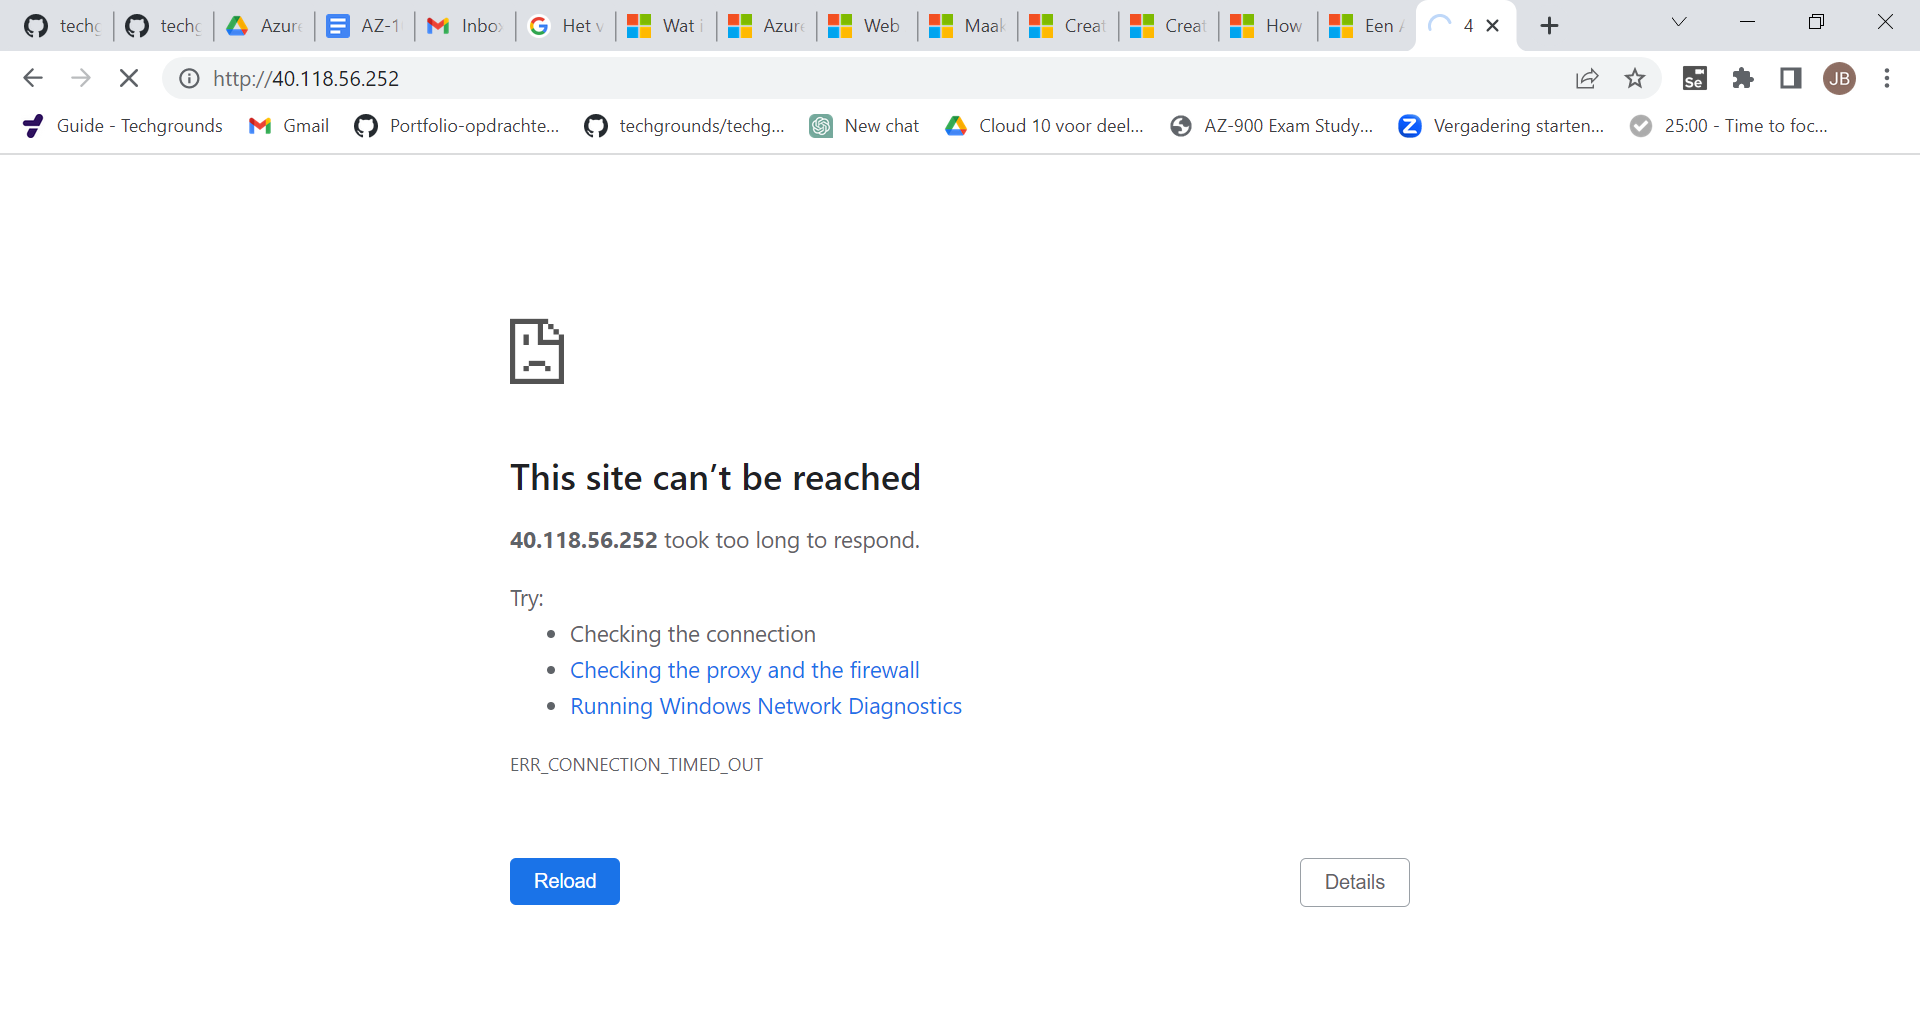 techg techg Azure AZ-1 Inbox Het v Wat i Azure Web Maak Creat Creat How Een A 4
http://40.118.56.252 Se JB
Guide - Techgrounds Gmail Portfolio-opdrachte... techgrounds/techg... New chat Cloud 10 voor deel... AZ-900 Exam Study... Z Vergadering starten... 25:00 - Time to foc...
This site can’t be reached
40.118.56.252 took too long to respond.
Try:
Checking the connection
Checking the proxy and the firewall
Running Windows Network Diagnostics
ERR_CONNECTION_TIMED_OUT
Reload Details